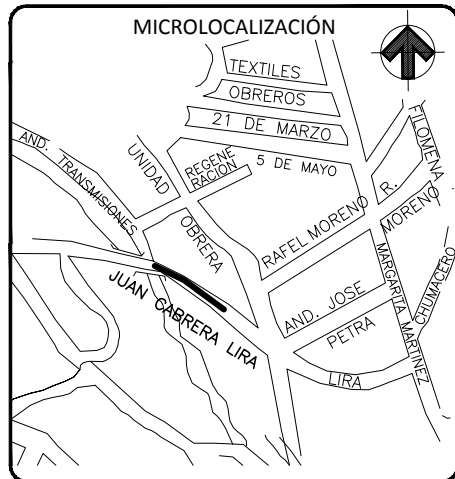 MICROLOCALIZACIÓN
TEXTILES
OBREROS
21 DE MARZO
5 DE MAYO
REGENE
RACION
UNIDAD
OBRERA
AND. TRANSMISIONES
JUAN CABRERA LIRA
RAFEL MORENO
R. MORENO
FILOMENA
CHUMACERO
MARGARITA MARTINEZ
AND. JOSE
PETRA
LIRA